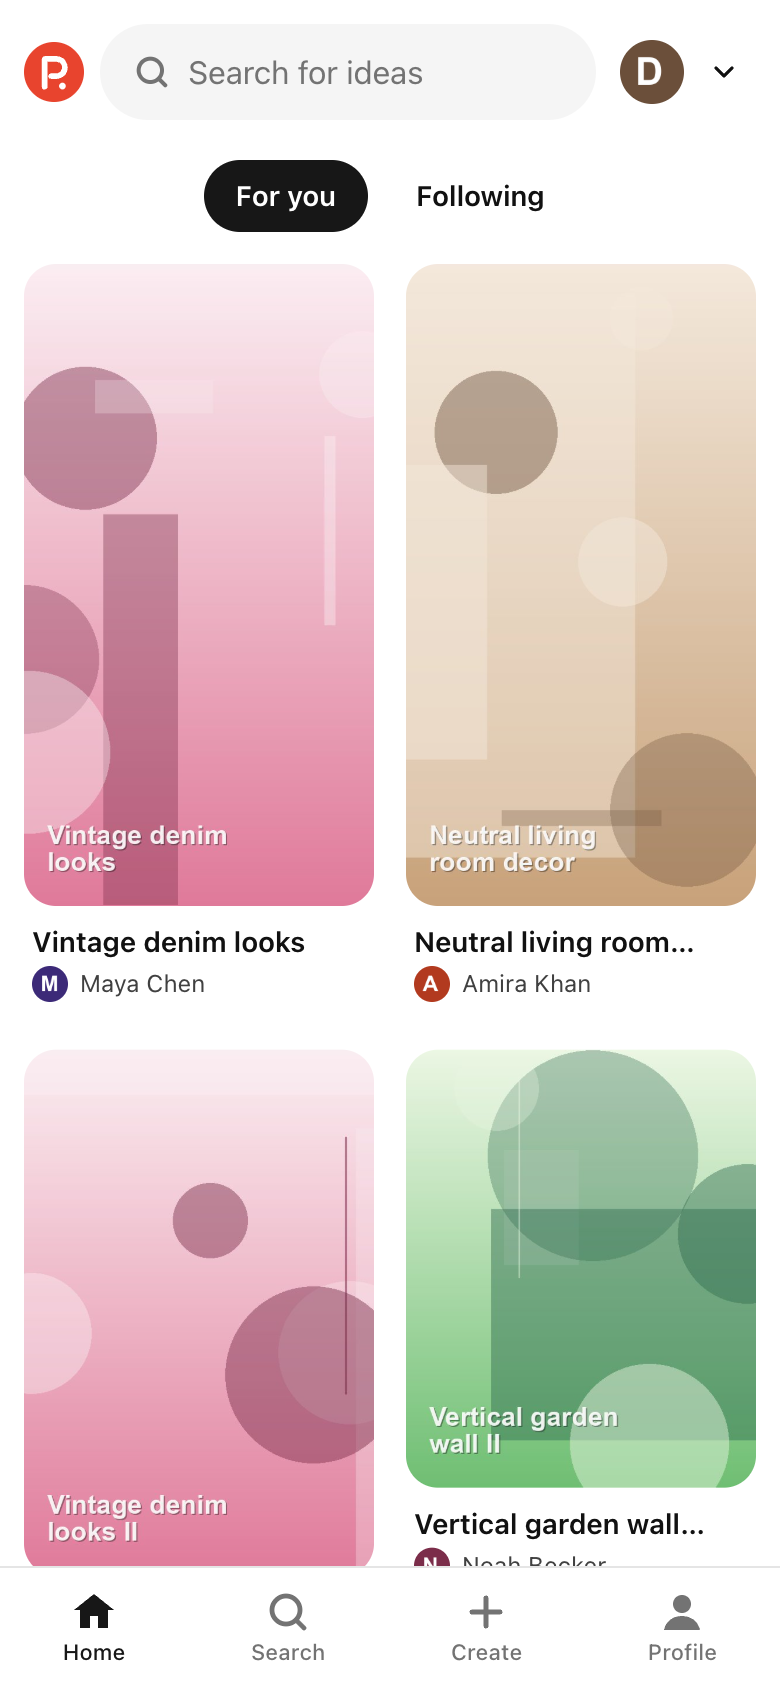 P.
Search for ideas
D
For you
Following
Vintage denim
looks
Vintage denim looks
M
Maya Chen
Neutral living
room decor
Neutral living room...
A
Amira Khan
Vintage denim
looks II
Vertical garden
wall II
Vertical garden wall...
N
Noah Becker
Home
Search
Create
Profile